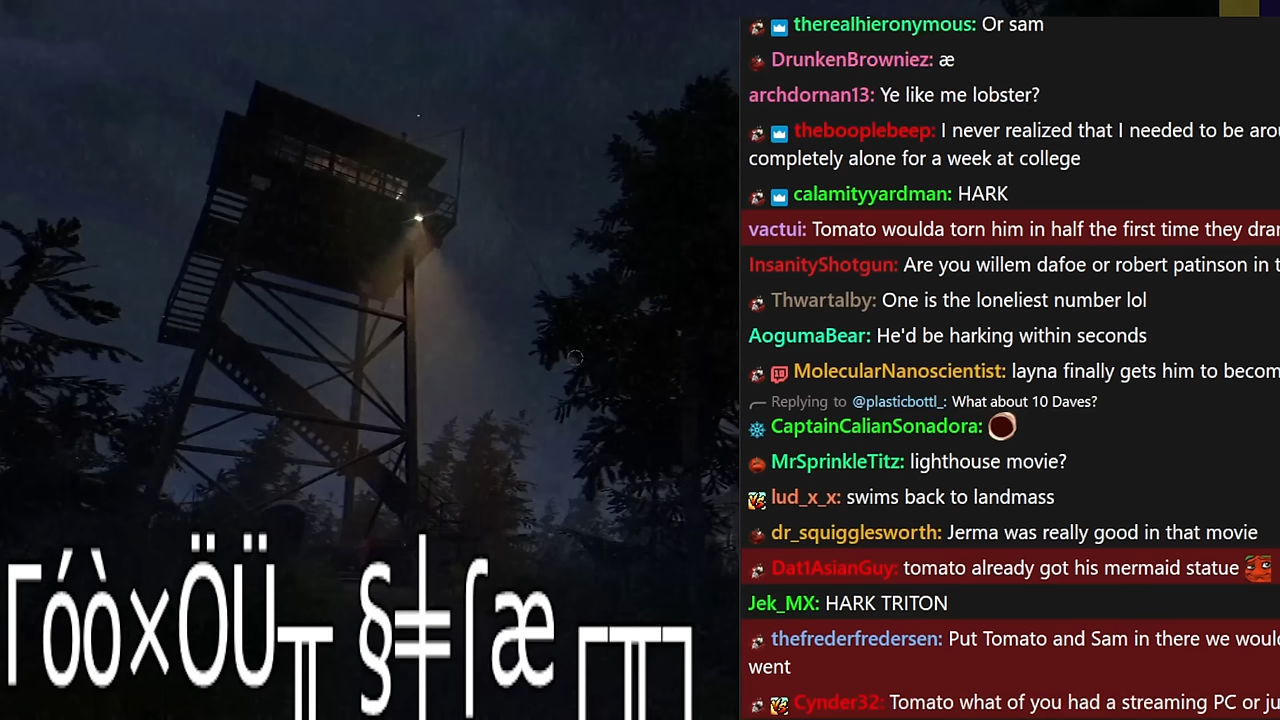 therealhieronymous: Or sam
DrunkenBrowniez: æ
archdornan13: Ye like me lobster?
thebooplebeep: I never realized that I needed to be arou
completely alone for a week at college
calamityyardman: HARK
vactui: Tomato woulda torn him in half the first time they dran
InsanityShotgun: Are you willem dafoe or robert patinson in t
Thwartalby: One is the loneliest number lol
AogumaBear: He'd be harking within seconds
MolecularNanoscientist: layna finally gets him to becom
Replying to @plasticbottl_: What about 10 Daves?
CaptainCalianSonadora:
MrSprinkleTitz: lighthouse movie?
lud_x_x: swims back to landmass
dr_squigglesworth: Jerma was really good in that movie
Dat1AsianGuy: tomato already got his mermaid statue
Jek_MX: HARK TRITON
thefrederfredersen: Put Tomato and Sam in there we would
went
Cynder32: Tomato what of you had a streaming PC or ju
Γóò×ÖÜ╥ §╪⌠æ ╓╥╖